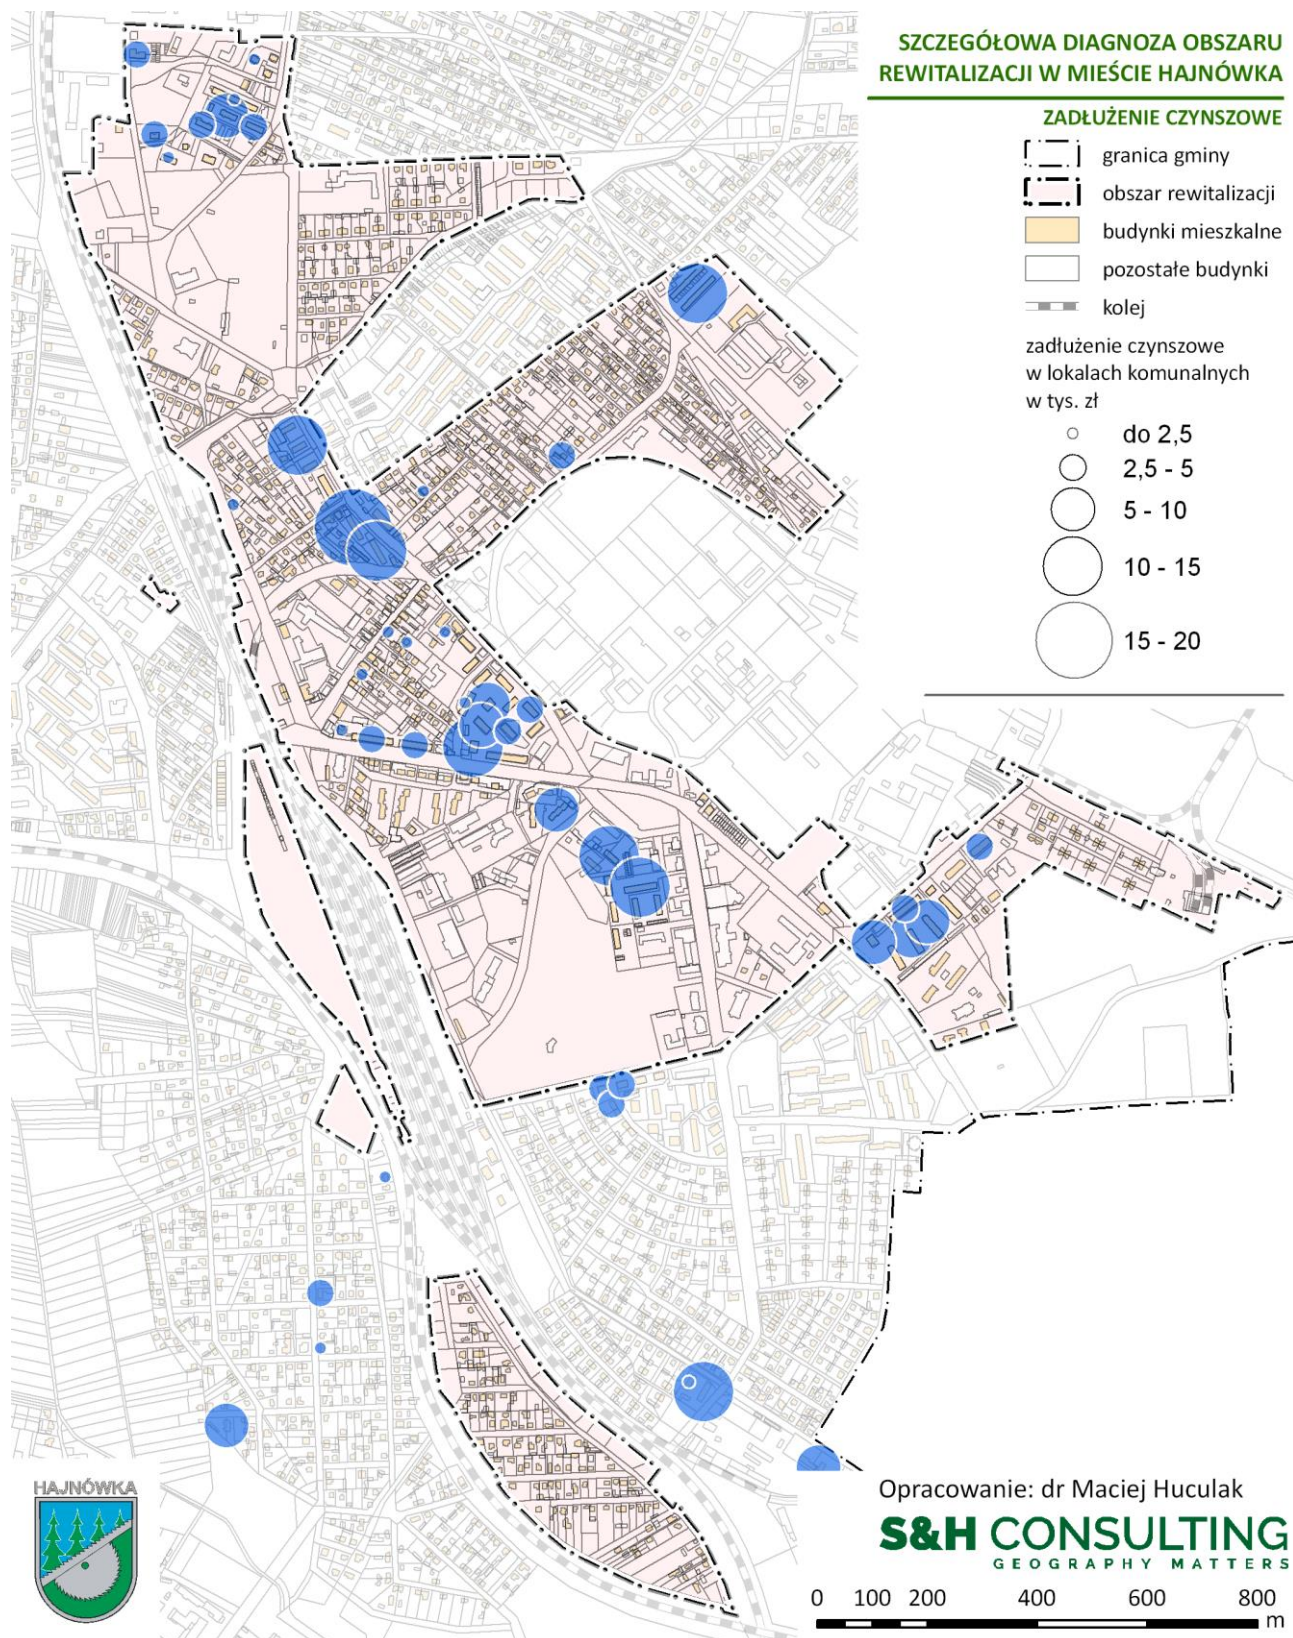 SZCZEGÓŁOWA DIAGNOZA OBSZARU
REWITALIZACJI W MIEŚCIE HAJNÓWKA
ZADŁUŻENIE CZYNSZOWE
granica gminy
obszar rewitalizacji
budynki mieszkalne
pozostałe budynki
kolej
zadłużenie czynszowe
w lokalach komunalnych
w tys. zł
do 2,5
2,5 - 5
5 - 10
10 - 15
15 - 20
HAJNÓWKA
Opracowanie: dr Maciej Huculak
S&H CONSULTING
GEOGRAPHY MATTERS
0 100 200 400 600 800
m